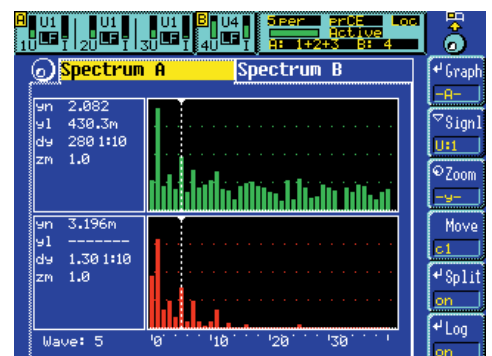 A U1 U1 U1 B U4 Sper erCE Loc
1U LF I 2U LF I 3U LF I 4U LF I Active
A: 1+2+3 B: 4
Spectrum A Spectrum B
yn 2.082
yl 430.3m
dy 280 1:10
zm 1.0
yn 3.196m
yl -------
dy 1.30 1:10
zm 1.0
Wave: 5 '0 '10 '20 '30
Graph
-A-
Signl
U:1
Zoom
-y-
Move
c1
Split
on
Log
on